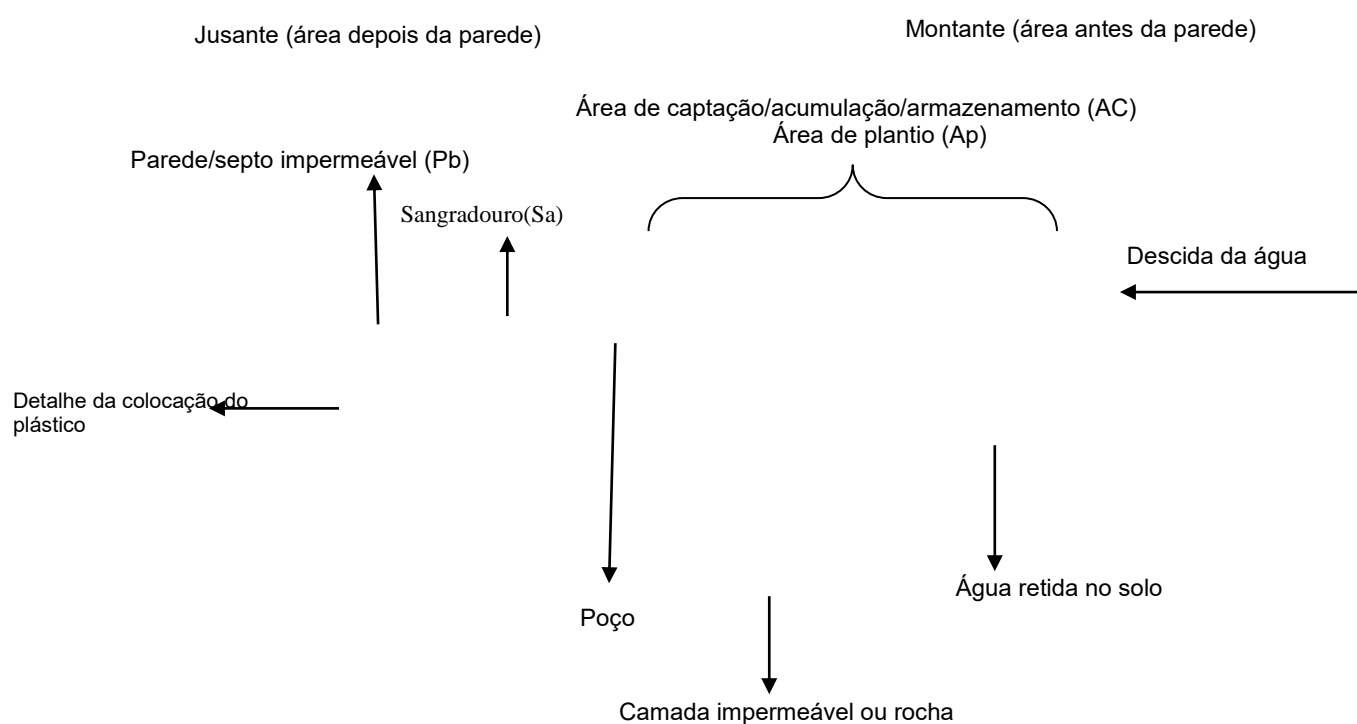 Jusante (área depois da parede)
Montante (área antes da parede)
Área de captação/acumulação/armazenamento (AC)
Área de plantio (Ap)
Parede/septo impermeável (Pb)
Sangradouro(Sa)
Descida da água
Detalhe da colocação do
plástico
Água retida no solo
Poço
Camada impermeável ou rocha